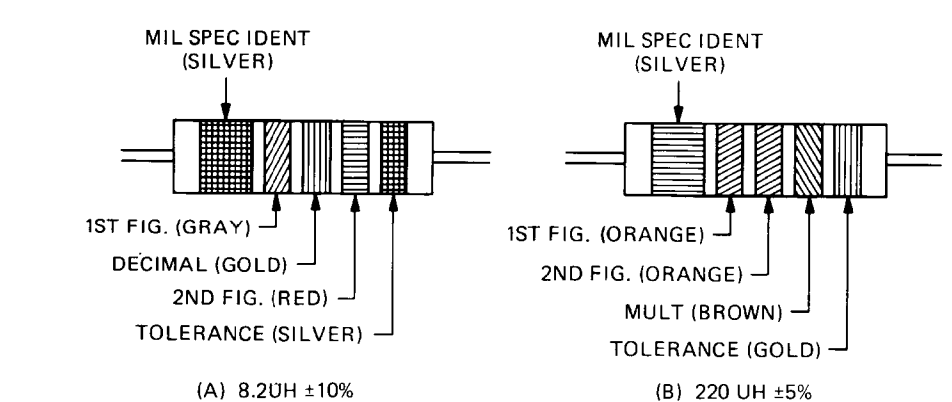 MIL SPEC IDENT
(SILVER)
1ST FIG. (GRAY)
DECIMAL (GOLD)
2ND FIG. (RED)
TOLERANCE (SILVER)
(A) 8.2UH ±10%
MIL SPEC IDENT
(SILVER)
1ST FIG. (ORANGE)
2ND FIG. (ORANGE)
MULT (BROWN)
TOLERANCE (GOLD)
(B) 220 UH ±5%